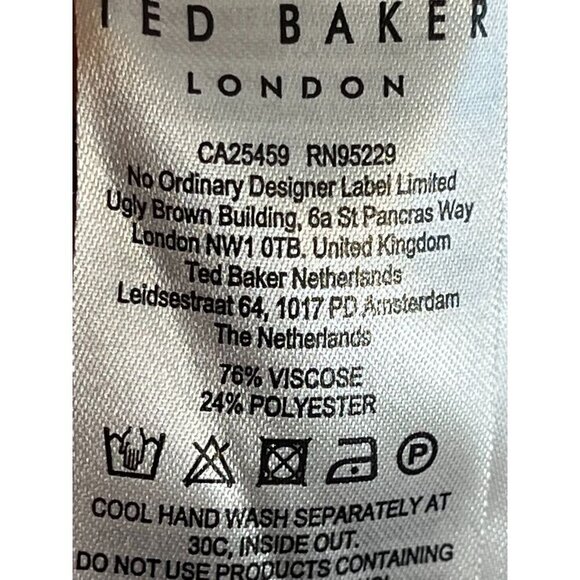 TED BAKER
LONDON
CA25459 RN95229
No Ordinary Designer Label Limited
Ugly Brown Building, 6a St Pancras Way
London NW1 0TB. United Kingdom
Ted Baker Netherlands
Leidsestraat 64, 1017 PD Amsterdam
The Netherlands
76% VISCOSE
24% POLYESTER
P
COOL HAND WASH SEPARATELY AT
30C, INSIDE OUT.
DO NOT USE PRODUCTS CONTAINING